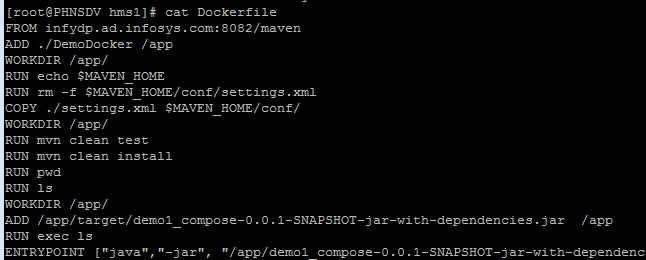 [root@PHNSDV hms1]# cat Dockerfile
FROM infydp.ad.infosys.com:8082/maven
ADD ./DemoDocker /app
WORKDIR /app/
RUN echo $MAVEN_HOME
RUN rm -f $MAVEN_HOME/conf/settings.xml
COPY ./settings.xml $MAVEN_HOME/conf/
WORKDIR /app/
RUN mvn clean test
RUN mvn clean install
RUN pwd
RUN ls
WORKDIR /app/
ADD /app/target/demo1_compose-0.0.1-SNAPSHOT-jar-with-dependencies.jar  /app
RUN exec ls
ENTRYPOINT ["java","-jar", "/app/demo1_compose-0.0.1-SNAPSHOT-jar-with-dependenc